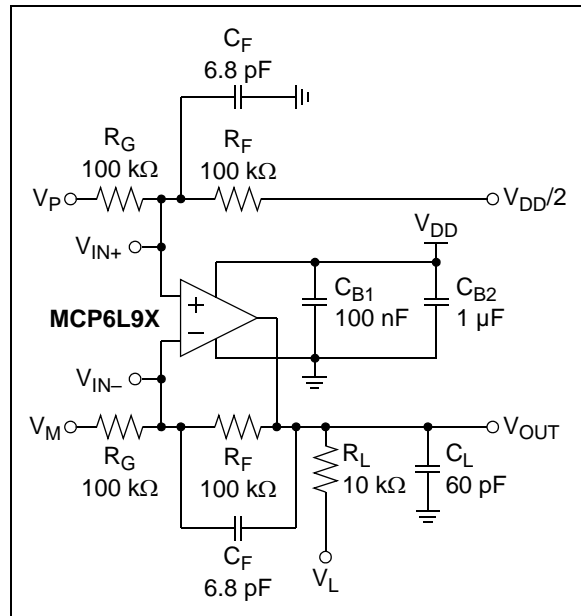 C_F
6.8 pF
R_G
100 kΩ
R_F
100 kΩ
V_P
V_DD/2
V_IN+
V_DD
+
–
MCP6L9X
C_B1
100 nF
C_B2
1 µF
V_IN–
V_M
V_OUT
R_G
100 kΩ
R_F
100 kΩ
R_L
10 kΩ
C_L
60 pF
C_F
6.8 pF
V_L